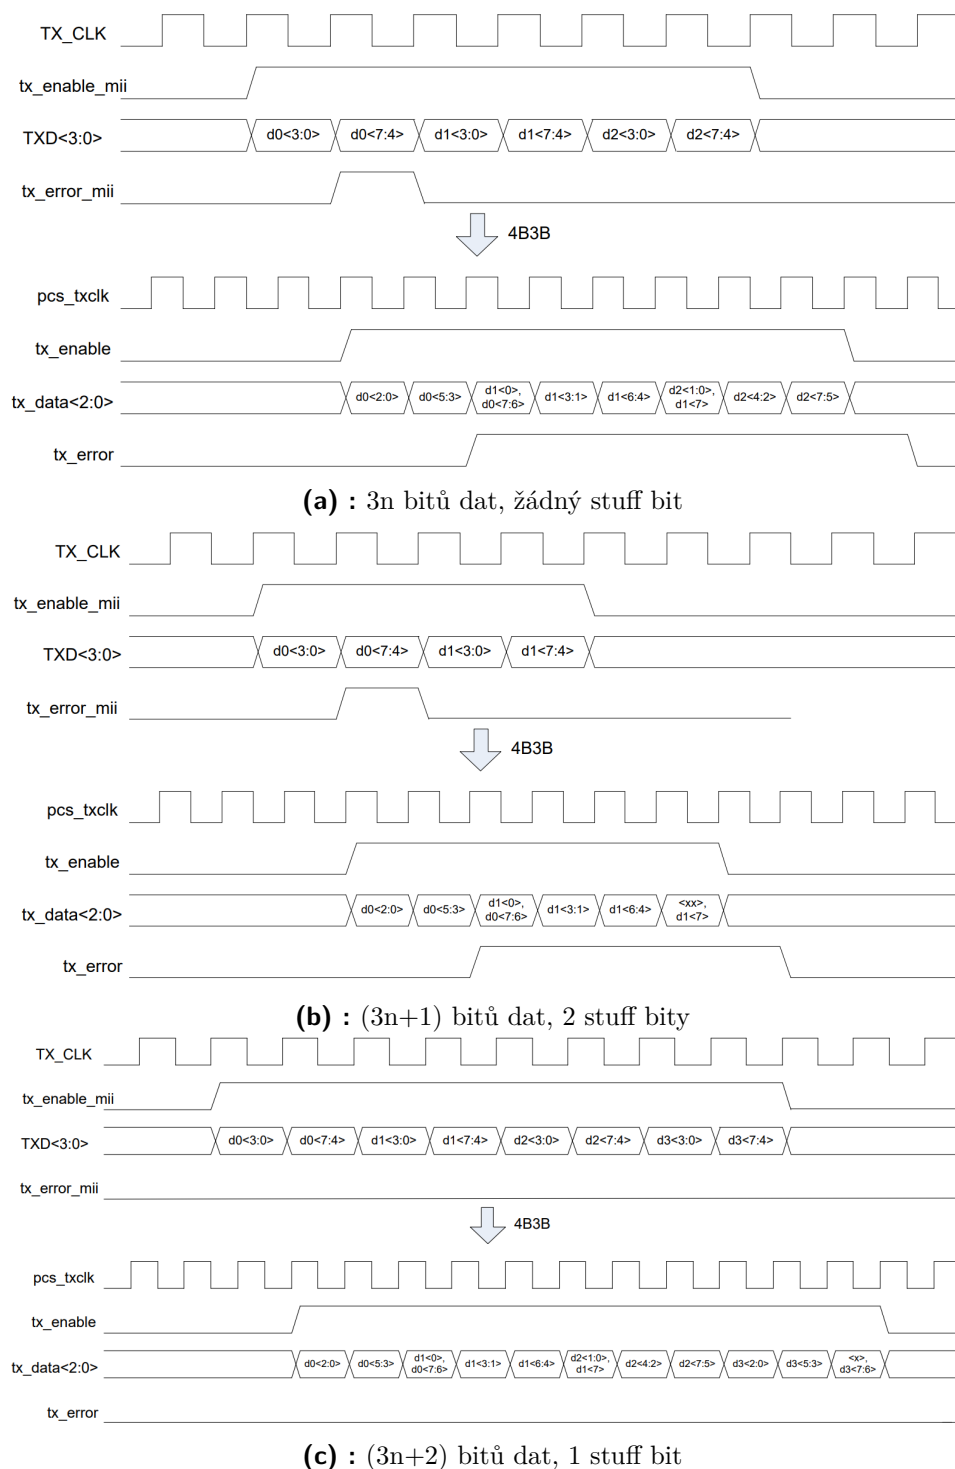 TX_CLK
tx_enable_mii
TXD<3:0> d0<3:0> d0<7:4> d1<3:0> d1<7:4> d2<3:0> d2<7:4>
tx_error_mii
4B3B
pcs_txclk
tx_enable
tx_data<2:0> d0<2:0> d0<5:3> d1<0>, d0<7:6> d1<3:1> d1<6:4> d2<1:0>, d1<7> d2<4:2> d2<7:5>
tx_error
(a) : 3n bitů dat, žádný stuff bit
TX_CLK
tx_enable_mii
TXD<3:0> d0<3:0> d0<7:4> d1<3:0> d1<7:4>
tx_error_mii
4B3B
pcs_txclk
tx_enable
tx_data<2:0> d0<2:0> d0<5:3> d1<0>, d0<7:6> d1<3:1> d1<6:4> <xx>, d1<7>
tx_error
(b) : (3n+1) bitů dat, 2 stuff bity
TX_CLK
tx_enable_mii
TXD<3:0> d0<3:0> d0<7:4> d1<3:0> d1<7:4> d2<3:0> d2<7:4> d3<3:0> d3<7:4>
tx_error_mii
4B3B
pcs_txclk
tx_enable
tx_data<2:0> d0<2:0> d0<5:3> d1<0>, d0<7:6> d1<3:1> d1<6:4> d2<1:0>, d1<7> d2<4:2> d2<7:5> d3<2:0> d3<5:3> <x>, d3<7:6>
tx_error
(c) : (3n+2) bitů dat, 1 stuff bit